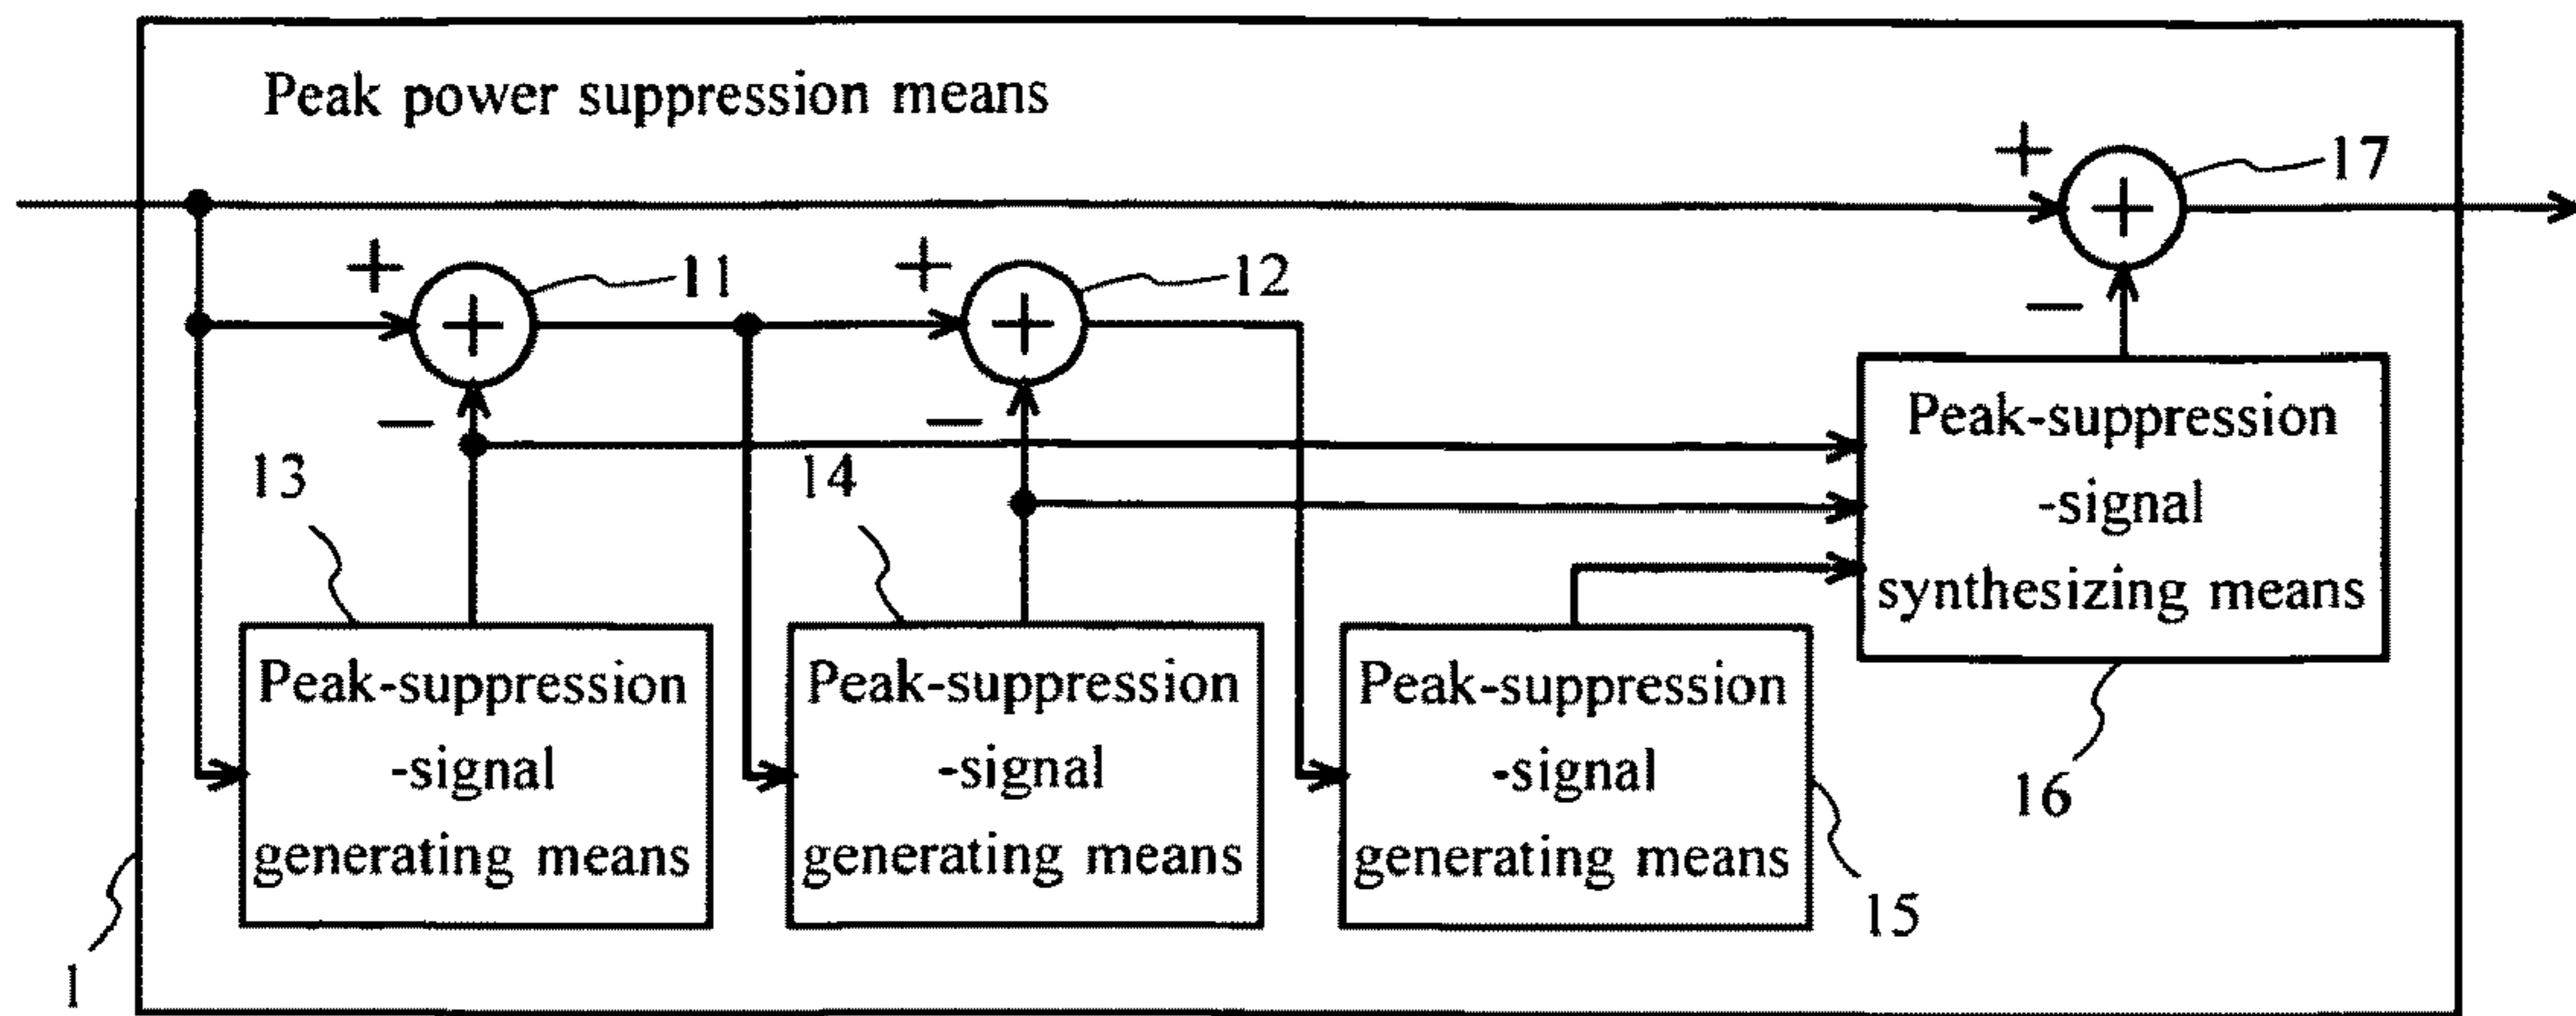 Peak power suppression means
+
17
+
11
+
12
−
−
−
Peak-suppression
-signal
synthesizing means
13
14
Peak-suppression
-signal
generating means
Peak-suppression
-signal
generating means
Peak-suppression
-signal
generating means
16
15
1